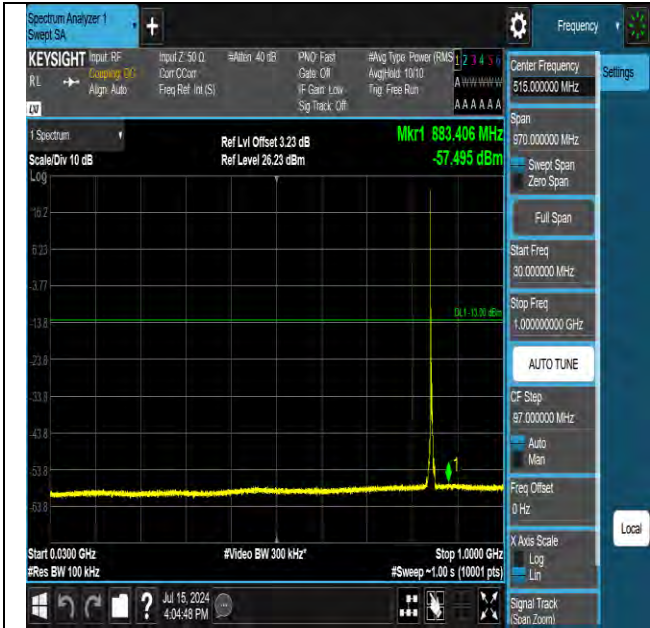 Spectrum Analyzer 1
Swept SA
Frequency
KEYSIGHT
RL
LXI
Input: RF
Coupling: DC
Align: Auto
Input Z: 50 Ω
Corr CCorr
Freq Ref: Int (S)
#Atten: 40 dB
PNO: Fast
Gate: Off
IF Gain: Low
Sig Track: Off
#Avg Type: Power (RMS
Avg|Hold: 10/10
Trig: Free Run
1 2 3 4 5 6
A W W W W W
A A A A A A
Center Frequency
515.000000 MHz
Settings
Span
970.000000 MHz
Swept Span
Zero Span
Full Span
Start Freq
30.000000 MHz
Stop Freq
1.000000000 GHz
AUTO TUNE
CF Step
97.000000 MHz
Auto
Man
Freq Offset
0 Hz
X Axis Scale
Log
Lin
Signal Track
(Span Zoom)
Local
1 Spectrum
Scale/Div 10 dB
Log
Ref Lvl Offset 3.23 dB
Ref Level 26.23 dBm
Mkr1 883.406 MHz
-57.495 dBm
16.2
6.23
-3.77
DL1 -13.00 dBm
-13.8
-23.8
-33.8
-43.8
-53.8
1
-63.8
Start 0.0300 GHz
#Res BW 100 kHz
#Video BW 300 kHz*
Stop 1.0000 GHz
#Sweep ~1.00 s (10001 pts)
?
Jul 15, 2024
4:04:48 PM